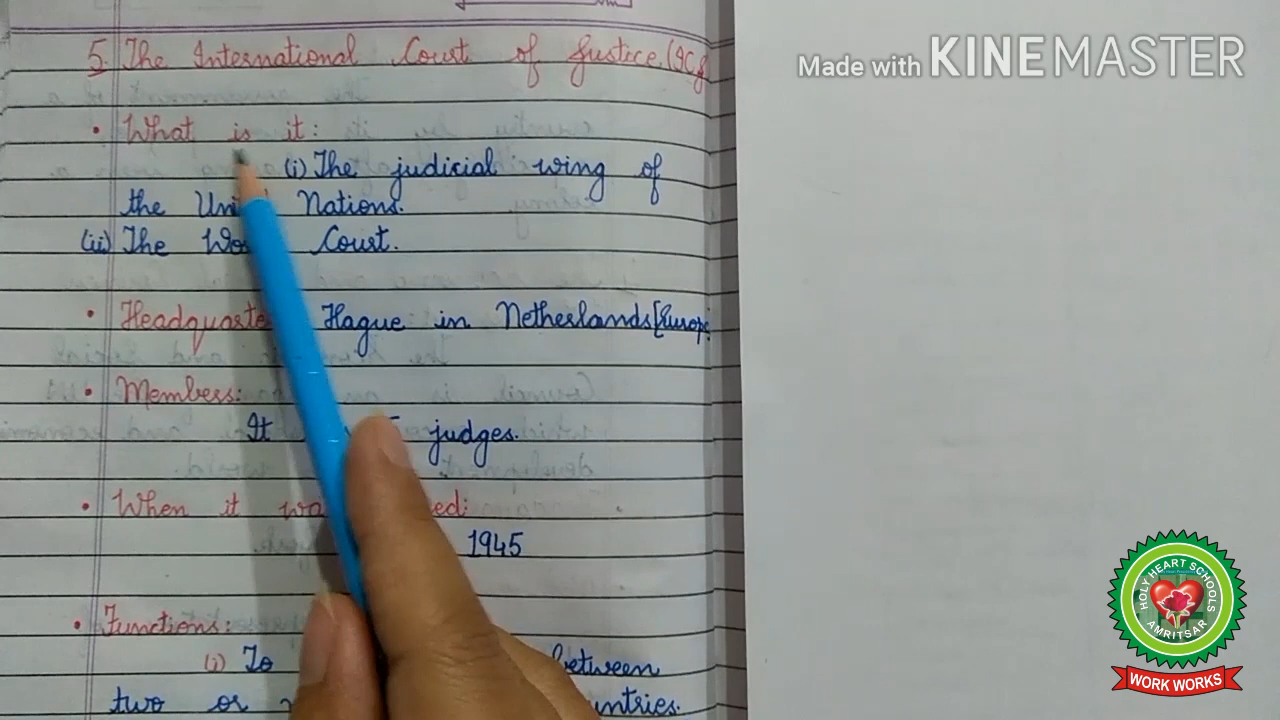 5. The International Court of Justice. (ICJ
Made with KINEMASTER
• What is it:
(i) The judicial wing of
the Uni Nations.
(ii) The Wo Court.
• Headquarte Hague in Netherlands [Europe
• Members:
It judges.
• When it wa ed:
1945
• Functions:
(i) To between
two or untries.
HOLY HEART SCHOOLS
AMRITSAR
WORK WORKS